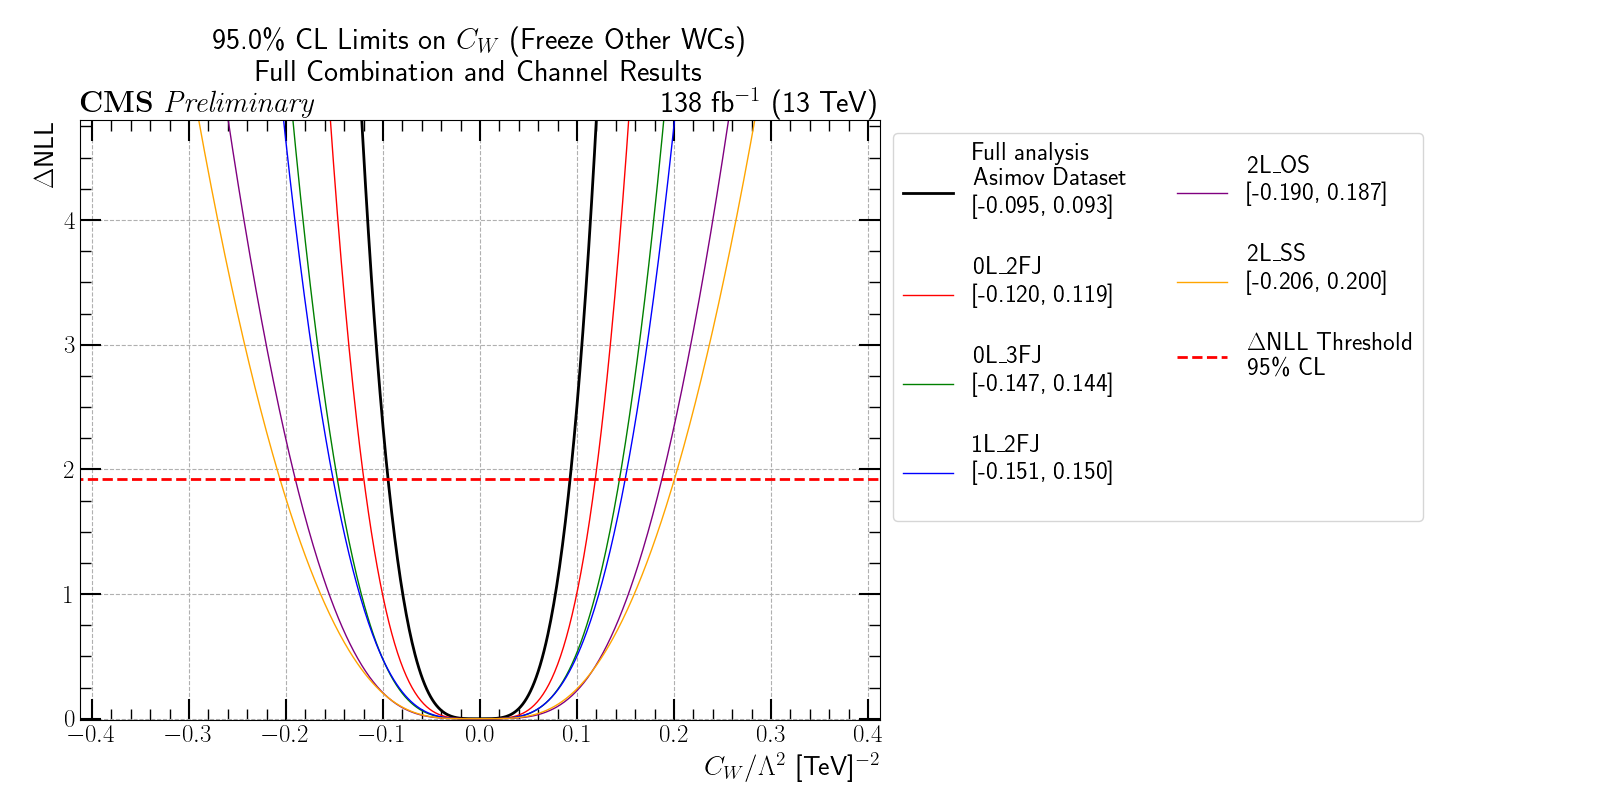 95.0% CL Limits on C_W (Freeze Other WCs)
Full Combination and Channel Results
CMS Preliminary
138 fb⁻¹ (13 TeV)
ΔNLL
4
3
2
1
0
−0.4 −0.3 −0.2 −0.1 0.0 0.1 0.2 0.3 0.4
C_W/Λ² [TeV]⁻²
Full analysis
Asimov Dataset
[-0.095, 0.093]
0L_2FJ
[-0.120, 0.119]
0L_3FJ
[-0.147, 0.144]
1L_2FJ
[-0.151, 0.150]
2L_OS
[-0.190, 0.187]
2L_SS
[-0.206, 0.200]
ΔNLL Threshold
95% CL